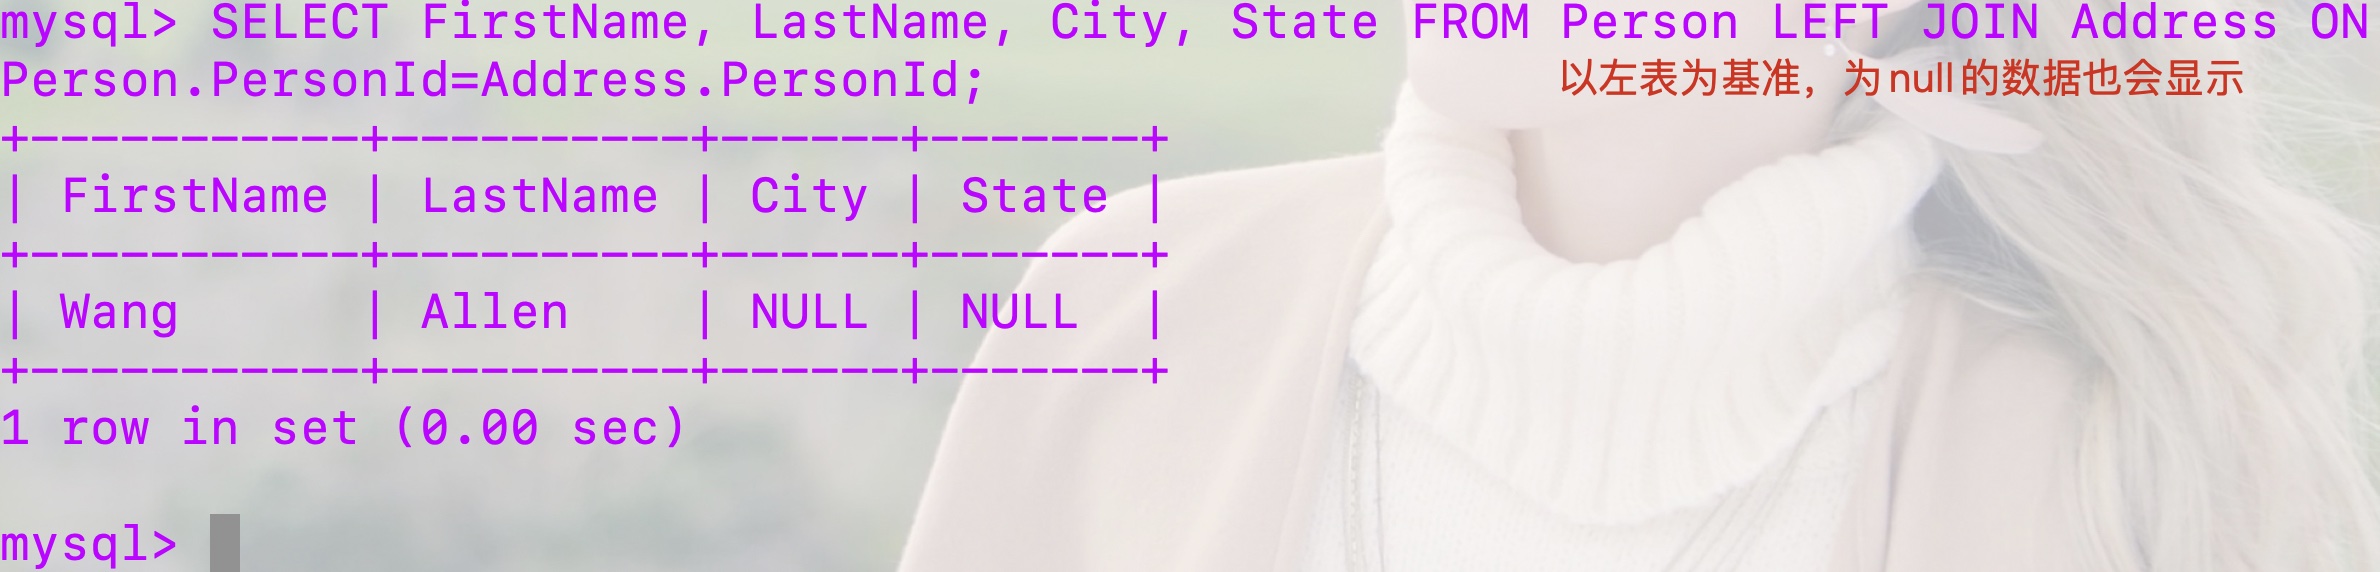 mysql> SELECT FirstName, LastName, City, State FROM Person LEFT JOIN Address ON
Person.PersonId=Address.PersonId;
以左表为基准，为null的数据也会显示
+-----------+----------+------+-------+
| FirstName | LastName | City | State |
+-----------+----------+------+-------+
| Wang      | Allen    | NULL | NULL  |
+-----------+----------+------+-------+
1 row in set (0.00 sec)
mysql>